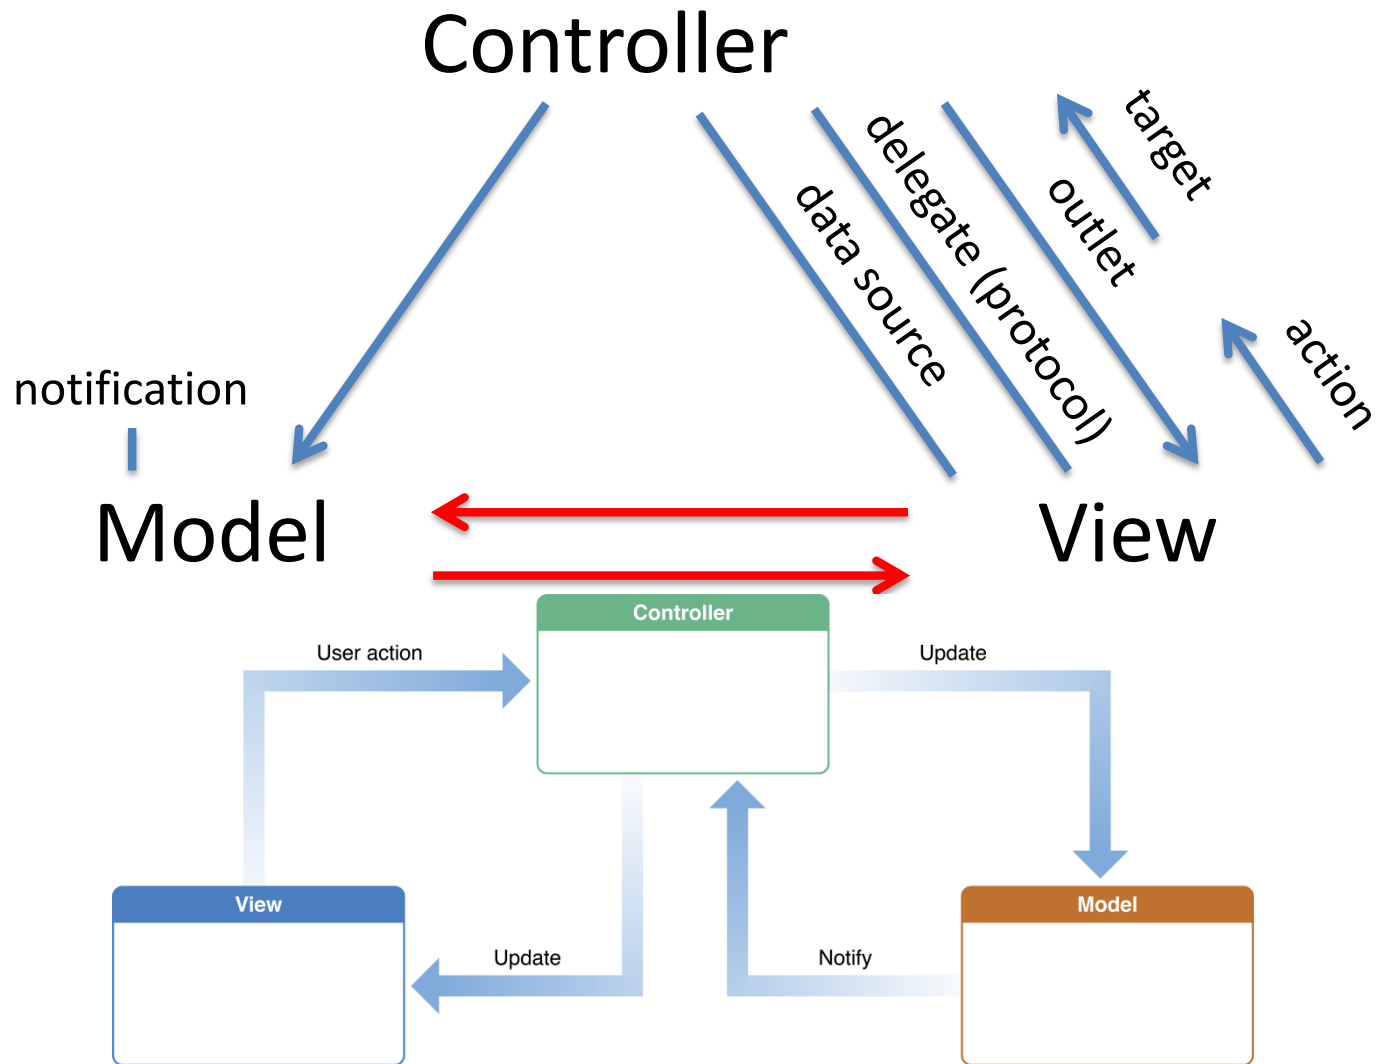 Controller
target
delegate (protocol)
outlet
data source
action
notification
Model
View
Controller
User action
Update
View
Model
Update
Notify